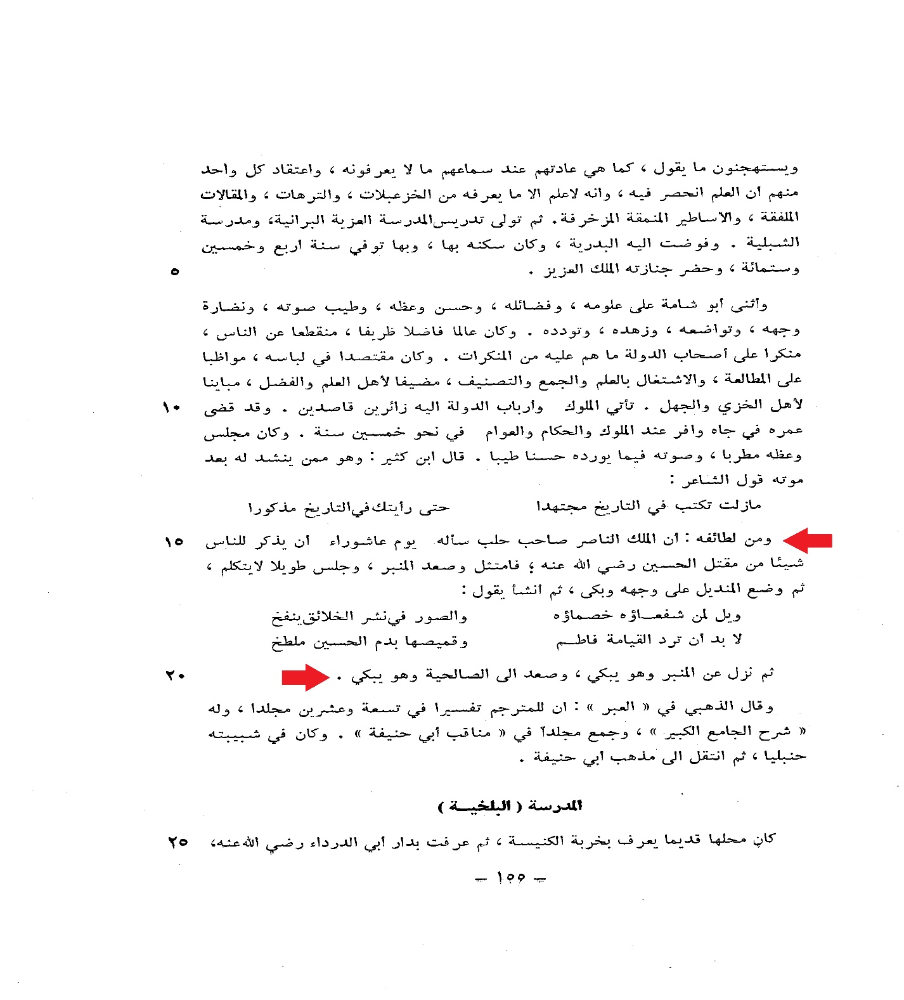 ويستهجنون ما يقول ، كما هي عادتهم عند سماعهم ما لا يعرفونه ، واعتقاد كل واحد
منهم أن العلم انحصر فيه ، وأنه لاعلم الا ما يعرفه من الخزعبلات ، والترهات ، والمقالات
الملفقة ، والأساطير المنمقة المزخرفة. ثم تولى تدريس المدرسة العزية البرانية، ومدرسة
الشبلية . وفوضت اليه البدرية ، وكان سكنه بها ، وبها توفي سنة أربع وخمسين
وستمائة ، وحضر جنازته الملك العزيز . ٥
وأثنى أبو شامة على علومه ، وفضائله ، وحسن وعظه ، وطيب صوته ، ونضارة
وجهه ، وتواضعه ، وزهده ، وتودده . وكان عالما فاضلا ظريفا ، منقطعا عن الناس ،
منكرا على أصحاب الدولة ما هم عليه من المنكرات . وكان مقتصدا في لباسه ، مواظبا
على المطالعة ، والاشتغال بالعلم والجمع والتصنيف ، مضيفا لأهل العلم والفضل ، مباينا
لأهل الخزي والجهل . تأتي الملوك وأرباب الدولة اليه زائرين قاصدين . وقد قضى ١٠
عمره في جاه وافر عند الملوك والحكام والعوام في نحو خمسين سنة . وكان مجلس
وعظه مطربا ، وصوته فيما يورده حسنا طيبا . قال ابن كثير : وهو ممن ينشد له بعد
موته قول الشاعر :
مازلت تكتب في التاريخ مجتهدا حتى رأيتك في التاريخ مذكورا
ومن لطائفه : أن الملك الناصر صاحب حلب سأله يوم عاشوراء أن يذكر للناس ١٥
شيئا من مقتل الحسين رضي الله عنه ؛ فامتثل وصعد المنبر ، وجلس طويلا لايتكلم ،
ثم وضع المنديل على وجهه وبكى ، ثم أنشأ يقول :
ويل لمن شفعاؤه خصماؤه والصور في نشر الخلائق ينفخ
لا بد أن ترد القيامة فاطم وقميصها بدم الحسين ملطخ
ثم نزل عن المنبر وهو يبكي ، وصعد الى الصالحية وهو يبكي . ٢٠
وقال الذهبي في « العبر » : ان للمترجم تفسيرا في تسعة وعشرين مجلدا ، وله
« شرح الجامع الكبير » ، وجمع مجلداً في « مناقب أبي حنيفة » . وكان في شبيبته
حنبليا ، ثم انتقل الى مذهب أبي حنيفة .
المدرسة ( البلخية )
كان محلها قديما يعرف بخربة الكنيسة ، ثم عرفت بدار أبي الدرداء رضي الله عنه، ٢٥
— ١٥٥ —